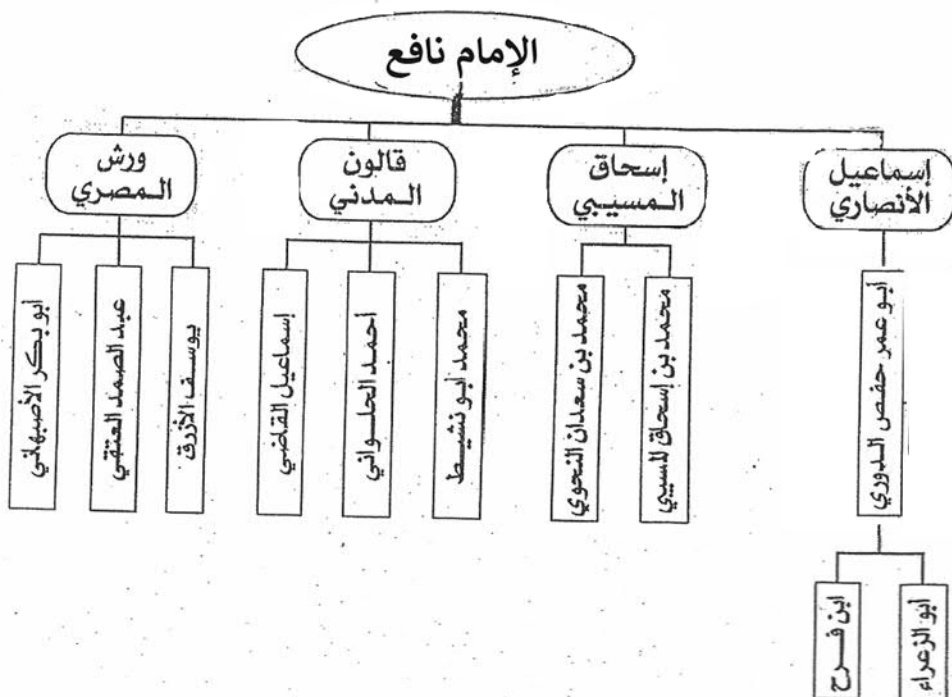 الإمام نافع
إسماعيل
الأنصاري
إسحاق
المسيبي
قالون
المدني
ورش
المصري
أبو عمر حفص الدوري
محمد بن إسحاق المسيبي
محمد بن سعدان النحوي
محمد أبو نشيط
أحمد الحلواني
إسماعيل القاضي
يوسف الأزرق
عبد الصمد العتقي
أبو بكر الأصبهاني
أبو الزعراء
ابن فرح